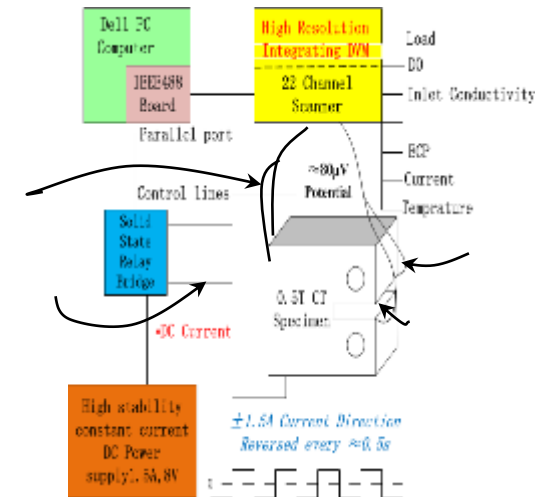 Dell PC
Computer
IEEE488
Board
Parallel port
High Resolution
Integrating DVM
22 Channel
Scanner
Load
DO
Inlet Conductivity
ECP
Current
Temprature
≈80μV
Potential
Control lines
Solid
State
Relay
Bridge
0.5T CT
Specimen
*DC Current
High stability
constant current
DC Power
supply1.5A,8V
±1.5A Current Direction
Reversed every ≈0.5s